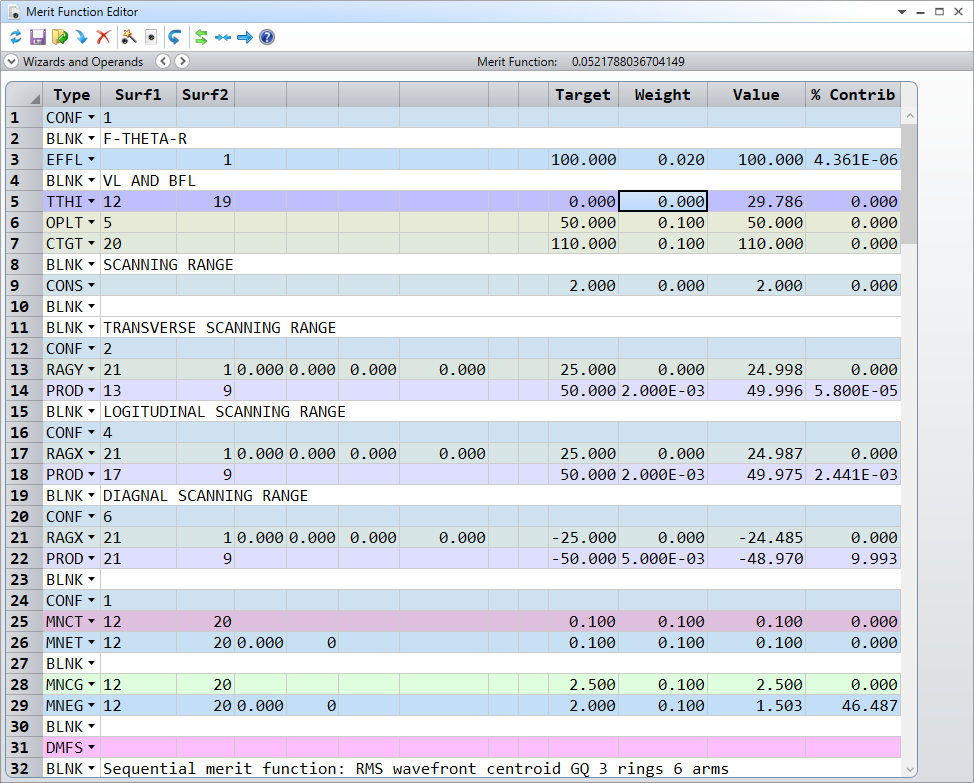 Merit Function Editor
Wizards and Operands Merit Function: 0.0521788036704149
Type Surf1 Surf2 Target Weight Value % Contrib
1 CONF 1
2 BLNK F-THETA-R
3 EFFL 1 100.000 0.020 100.000 4.361E-06
4 BLNK VL AND BFL
5 TTHI 12 19 0.000 0.000 29.786 0.000
6 OPLT 5 50.000 0.100 50.000 0.000
7 CTGT 20 110.000 0.100 110.000 0.000
8 BLNK SCANNING RANGE
9 CONS 2.000 0.000 2.000 0.000
10 BLNK
11 BLNK TRANSVERSE SCANNING RANGE
12 CONF 2
13 RAGY 21 1 0.000 0.000 0.000 0.000 25.000 0.000 24.998 0.000
14 PROD 13 9 50.000 2.000E-03 49.996 5.800E-05
15 BLNK LOGITUDINAL SCANNING RANGE
16 CONF 4
17 RAGX 21 1 0.000 0.000 0.000 0.000 25.000 0.000 24.987 0.000
18 PROD 17 9 50.000 2.000E-03 49.975 2.441E-03
19 BLNK DIAGNAL SCANNING RANGE
20 CONF 6
21 RAGX 21 1 0.000 0.000 0.000 0.000 -25.000 0.000 -24.485 0.000
22 PROD 21 9 -50.000 5.000E-03 -48.970 9.993
23 BLNK
24 CONF 1
25 MNCT 12 20 0.100 0.100 0.100 0.000
26 MNET 12 20 0.000 0 0.100 0.100 0.100 0.000
27 BLNK
28 MNCG 12 20 2.500 0.100 2.500 0.000
29 MNEG 12 20 0.000 0 2.000 0.100 1.503 46.487
30 BLNK
31 DMFS
32 BLNK Sequential merit function: RMS wavefront centroid GQ 3 rings 6 arms